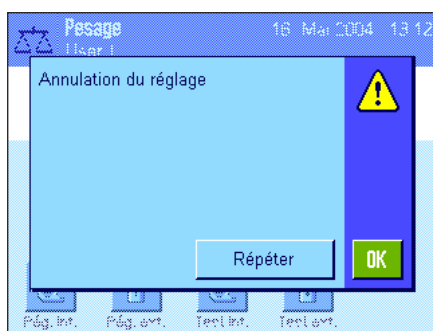 Pesage 16 Mai 2004 13:12
User 1
Annulation du réglage
Répéter OK
Rég. int. Rég. ext. Test int. Test ext.